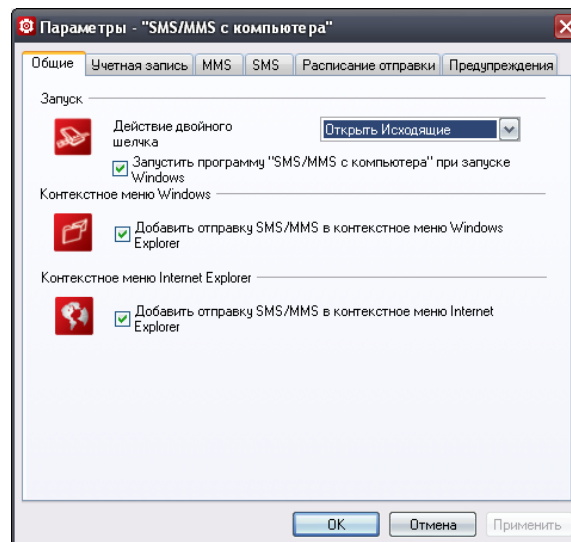 Параметры - "SMS/MMS с компьютера"
Общие Учетная запись MMS SMS Расписание отправки Предупреждения
Запуск
Действие двойного
шелчка
Открыть Исходящие
Запустить программу "SMS/MMS с компьютера" при запуске
Windows
Контекстное меню Windows
Добавить отправку SMS/MMS в контекстное меню Windows
Explorer
Контекстное меню Internet Explorer
Добавить отправку SMS/MMS в контекстное меню Internet
Explorer
OK Отмена Применить